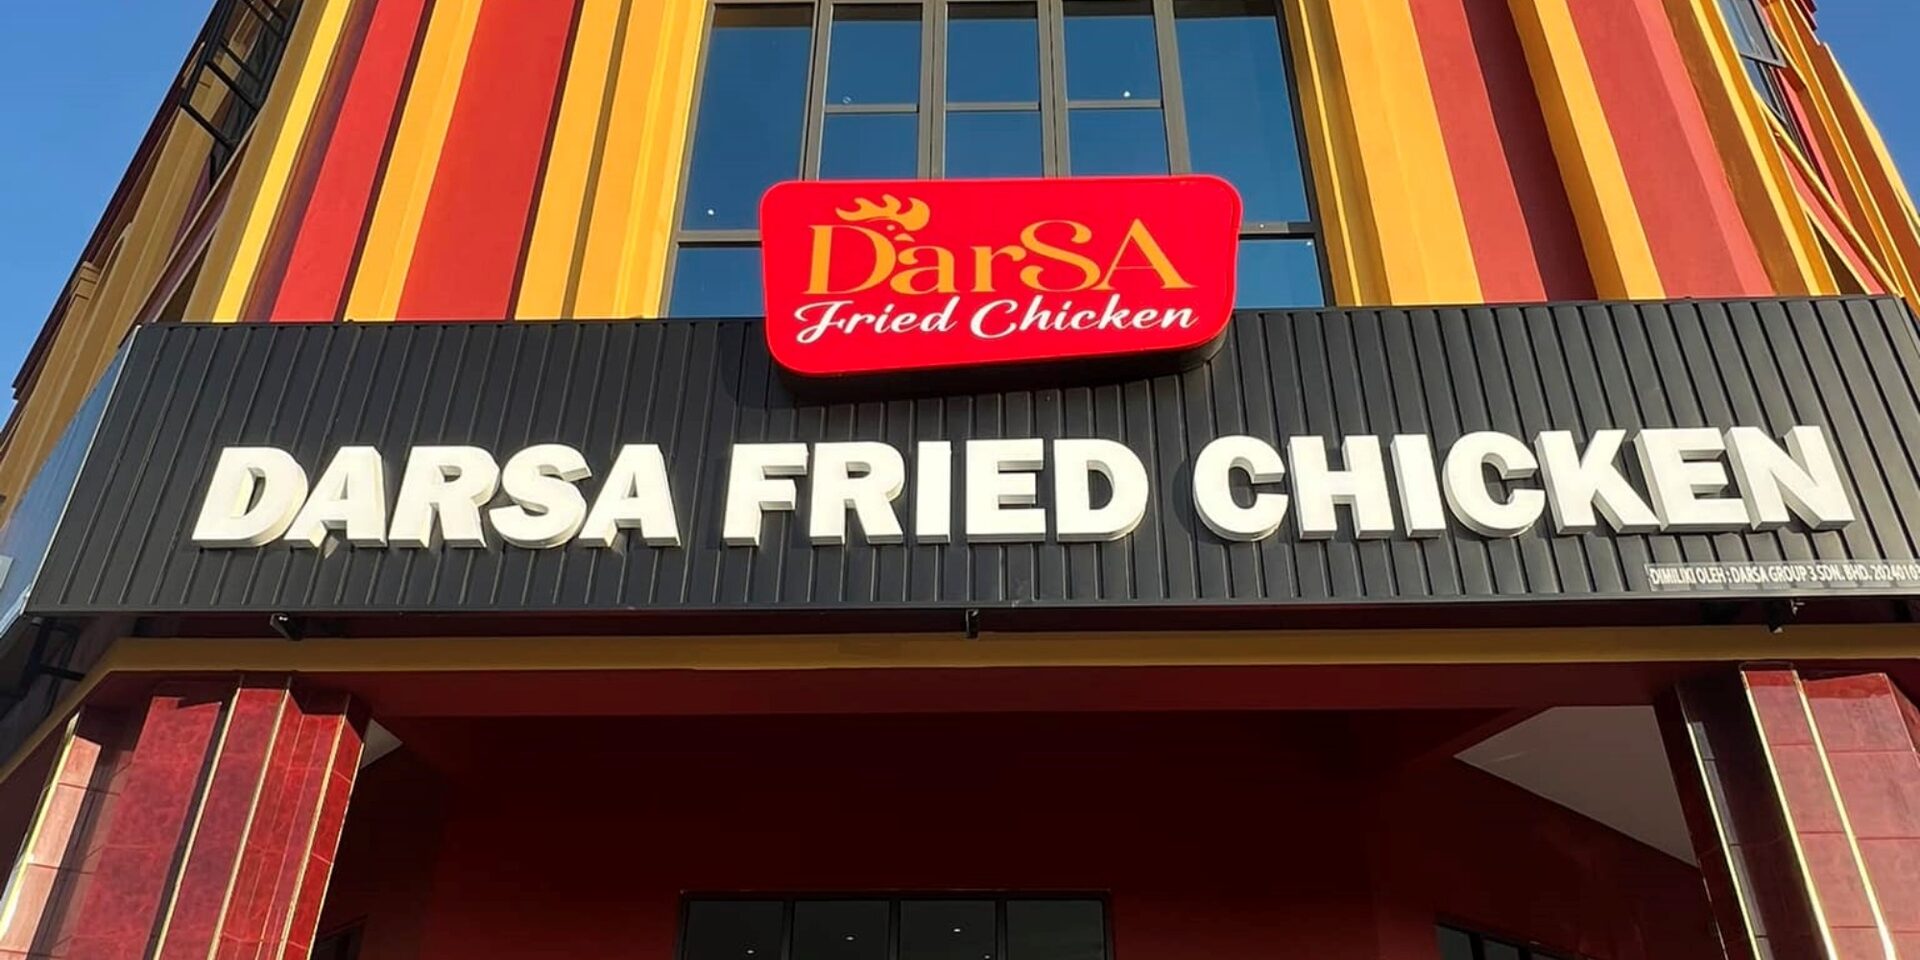 DarSA
Fried Chicken
DARSA FRIED CHICKEN
DIMILIKI OLEH : DARSA GROUP 3 SDN. BHD.